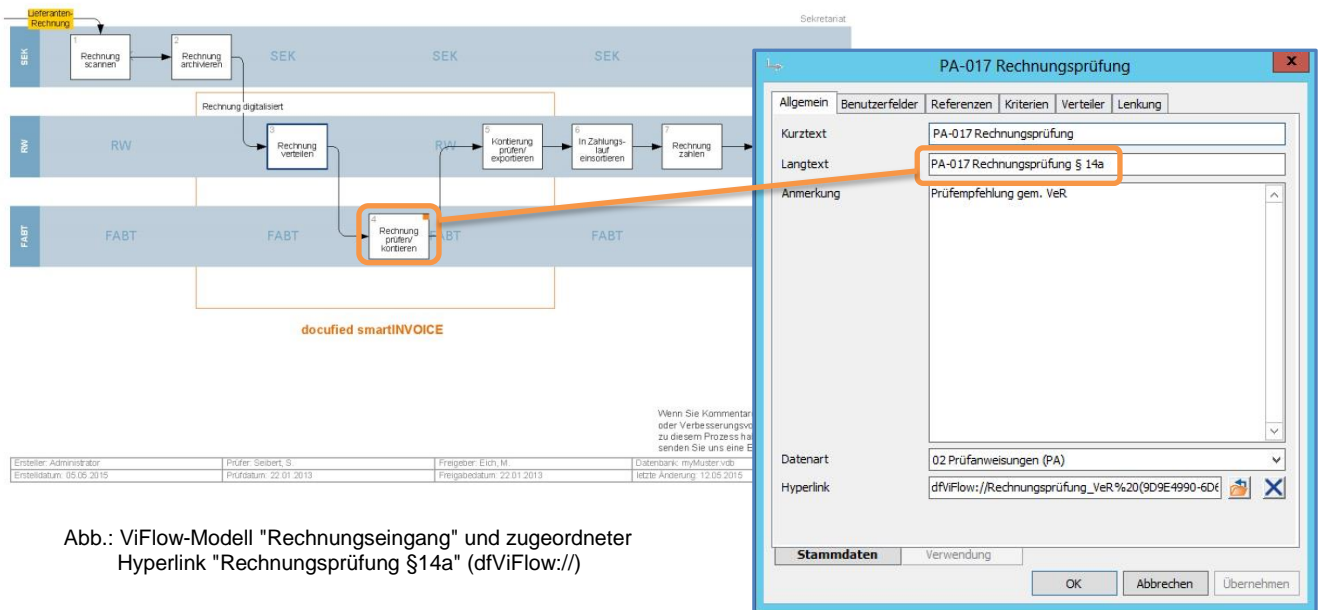 Lieferanten-
Rechnung
Sekretariat
SEK
1
Rechnung
scannen
2
Rechnung
archivieren
SEK
SEK
SEK
Rechnung digitalisiert
RW
RW
3
Rechnung
verteilen
RW
5
Kontierung
prüfen/
exportieren
6
In Zahlungs-
lauf
einsortieren
7
Rechnung
zahlen
FABT
FABT
FABT
4
Rechnung
prüfen/
kontieren
FABT
FABT
docufied smartINVOICE
Wenn Sie Kommentar
oder Verbesserungsvo
zu diesem Prozess ha
senden Sie uns eine E
Ersteller: Administrator
Prüfer: Seibert, S.
Freigeber: Eich, M.
Datenbank: myMuster.vdb
Erstelldatum: 05.05.2015
Prüfdatum: 22.01.2013
Freigabedatum: 22.01.2013
letzte Änderung: 12.05.2015
Abb.: ViFlow-Modell "Rechnungseingang" und zugeordneter
Hyperlink "Rechnungsprüfung §14a" (dfViFlow://)
PA-017 Rechnungsprüfung
x
Allgemein Benutzerfelder Referenzen Kriterien Verteiler Lenkung
Kurztext PA-017 Rechnungsprüfung
Langtext PA-017 Rechnungsprüfung § 14a
Anmerkung Prüfempfehlung gem. VeR
Datenart 02 Prüfanweisungen (PA)
Hyperlink dfViFlow://Rechnungsprüfung_VeR%20(9D9E4990-6D6
Stammdaten Verwendung
OK Abbrechen Übernehmen